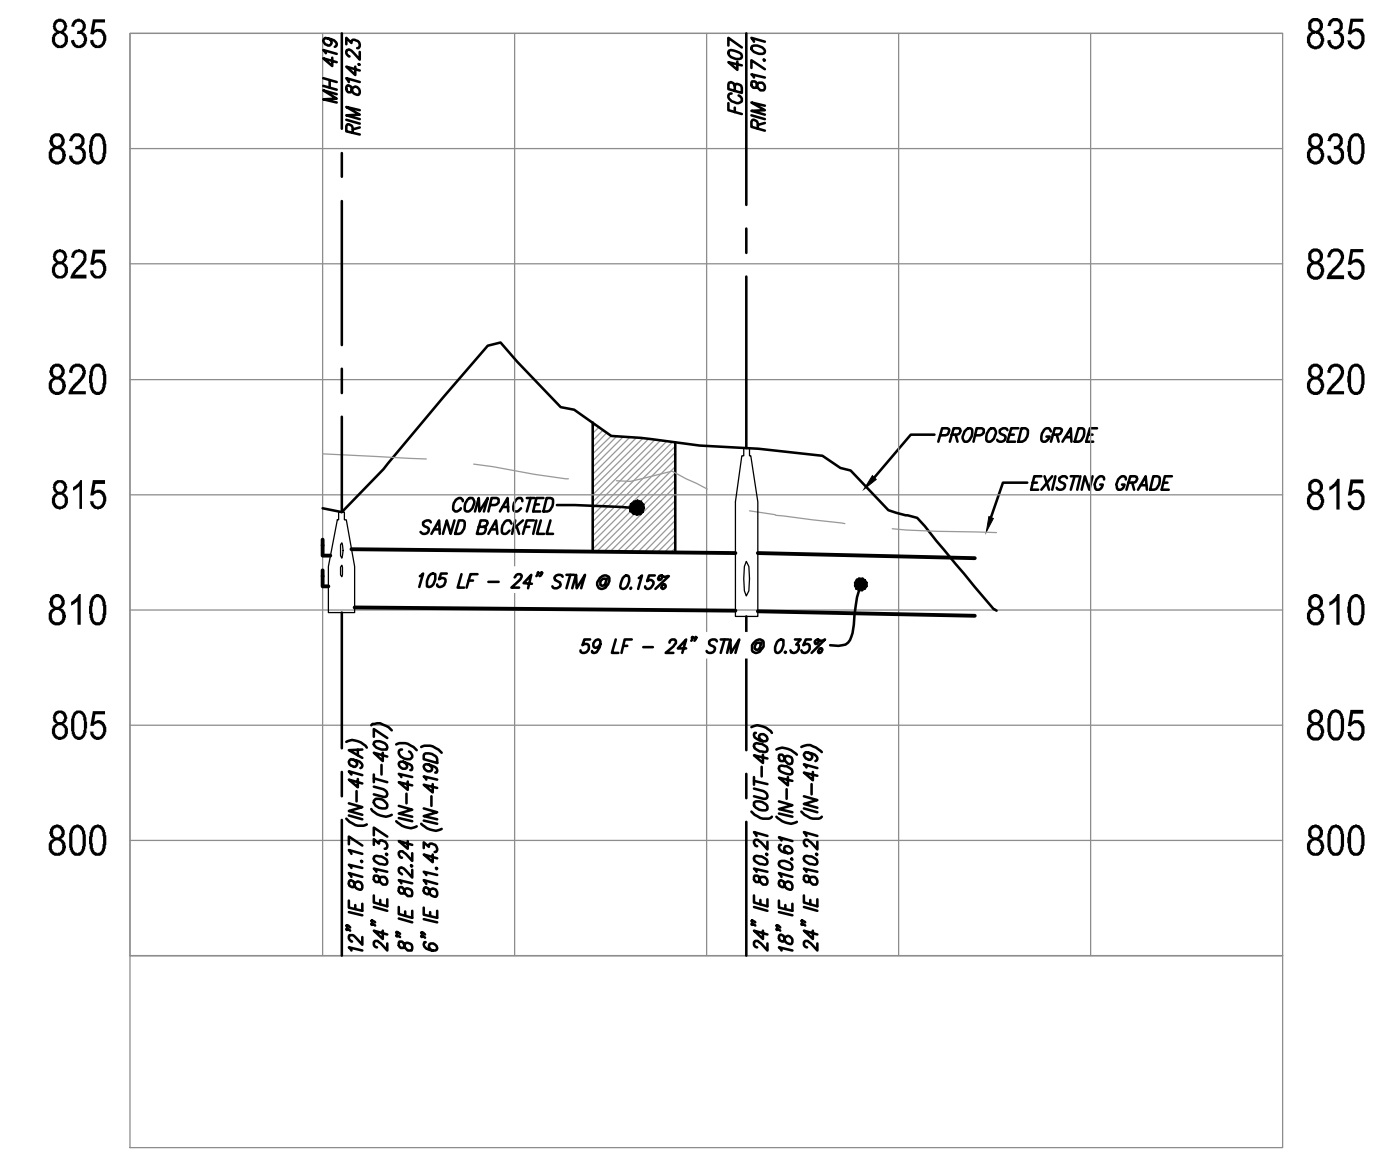 835
835
MH 419
RIM 814.23
FCB 407
RIM 817.01
830
830
825
825
820
820
PROPOSED GRADE
815
815
EXISTING GRADE
COMPACTED
SAND BACKFILL
105 LF - 24" STM @ 0.15%
810
810
59 LF - 24" STM @ 0.35%
805
805
12" IE 811.17 (IN-419A)
24" IE 810.37 (OUT-407)
8" IE 812.24 (IN-419C)
6" IE 811.43 (IN-419D)
24" IE 810.21 (OUT-406)
18" IE 810.61 (IN-408)
24" IE 810.21 (IN-419)
800
800